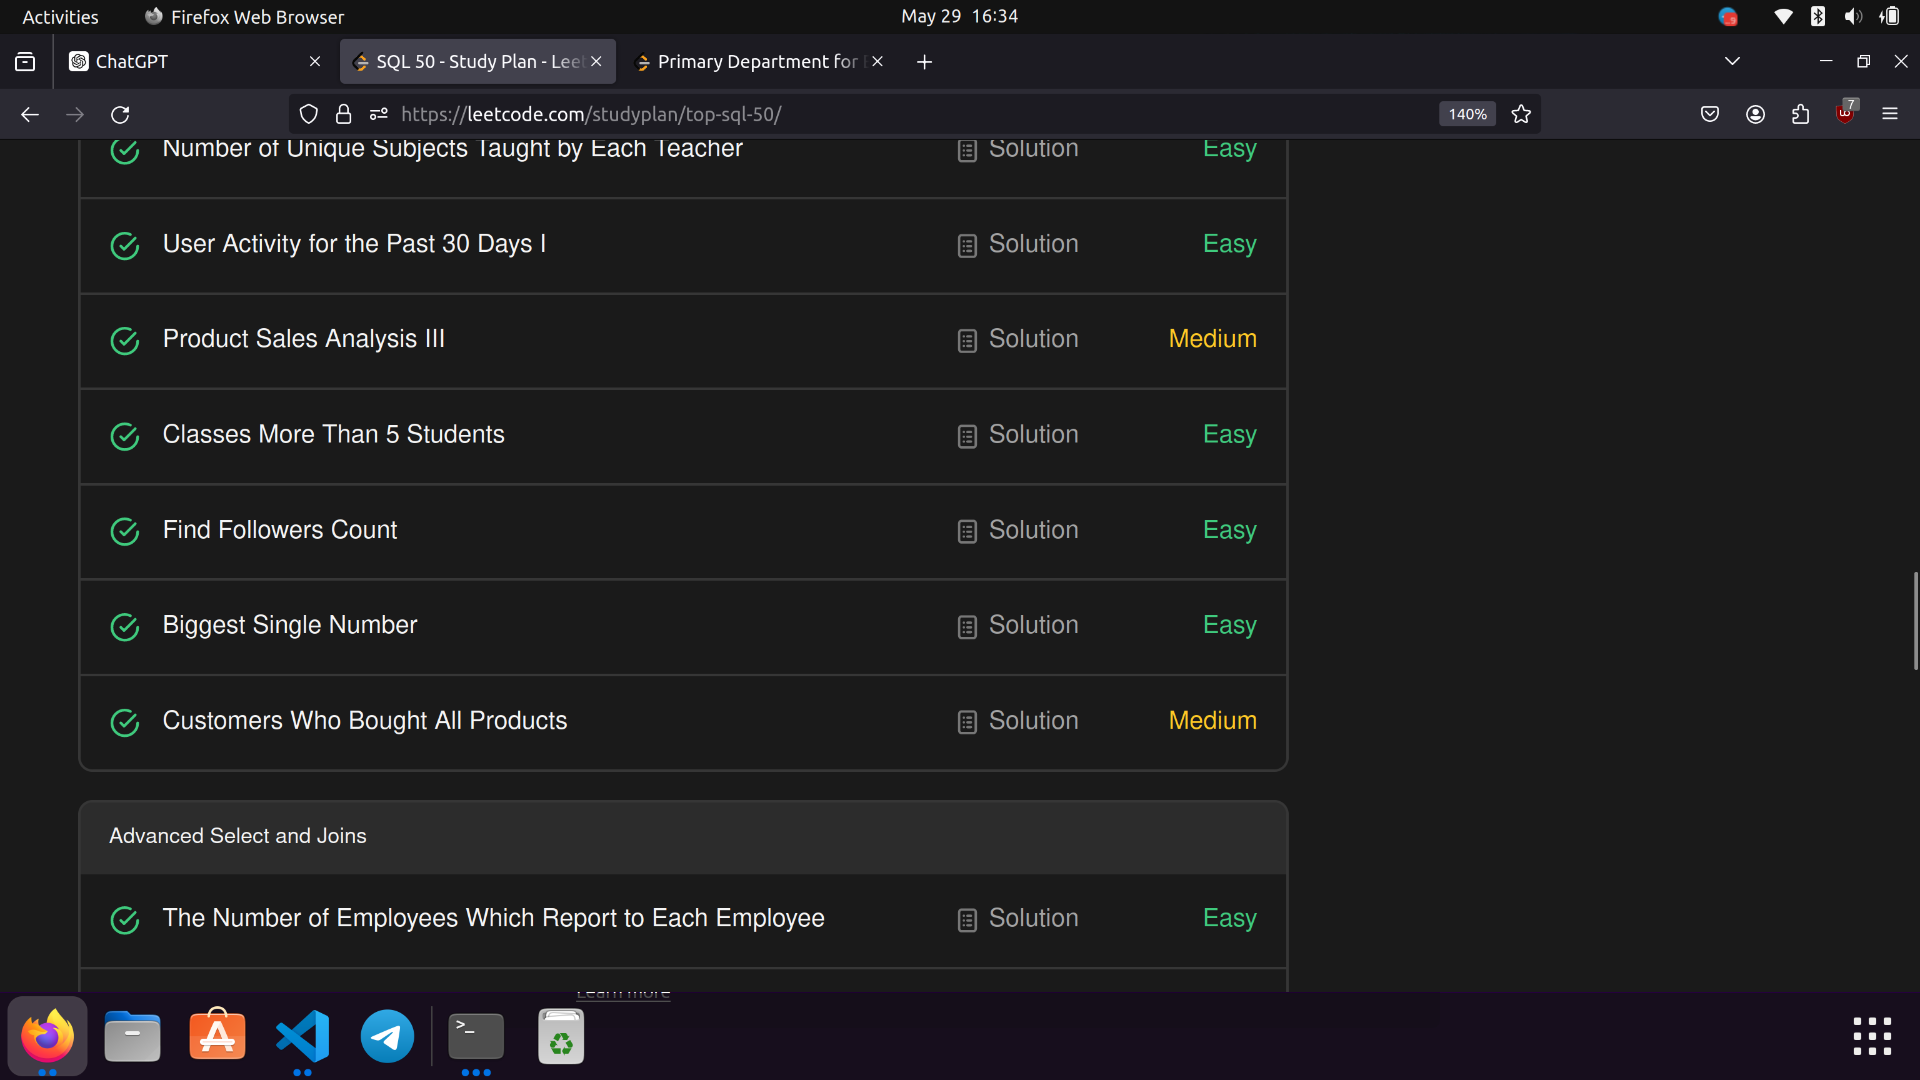 Activities
Firefox Web Browser
May 29 16:34
ChatGPT
SQL 50 - Study Plan - Leet
Primary Department for
https://leetcode.com/studyplan/top-sql-50/
140%
7
Number of Unique Subjects Taught by Each Teacher
Solution
Easy
User Activity for the Past 30 Days I
Solution
Easy
Product Sales Analysis III
Solution
Medium
Classes More Than 5 Students
Solution
Easy
Find Followers Count
Solution
Easy
Biggest Single Number
Solution
Easy
Customers Who Bought All Products
Solution
Medium
Advanced Select and Joins
The Number of Employees Which Report to Each Employee
Solution
Easy
Learn more